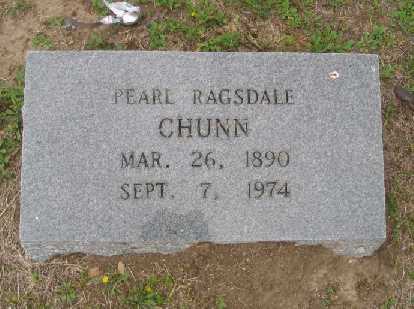 PEARL RAGSDALE
CHUNN
MAR. 26, 1890
SEPT. 7, 1974